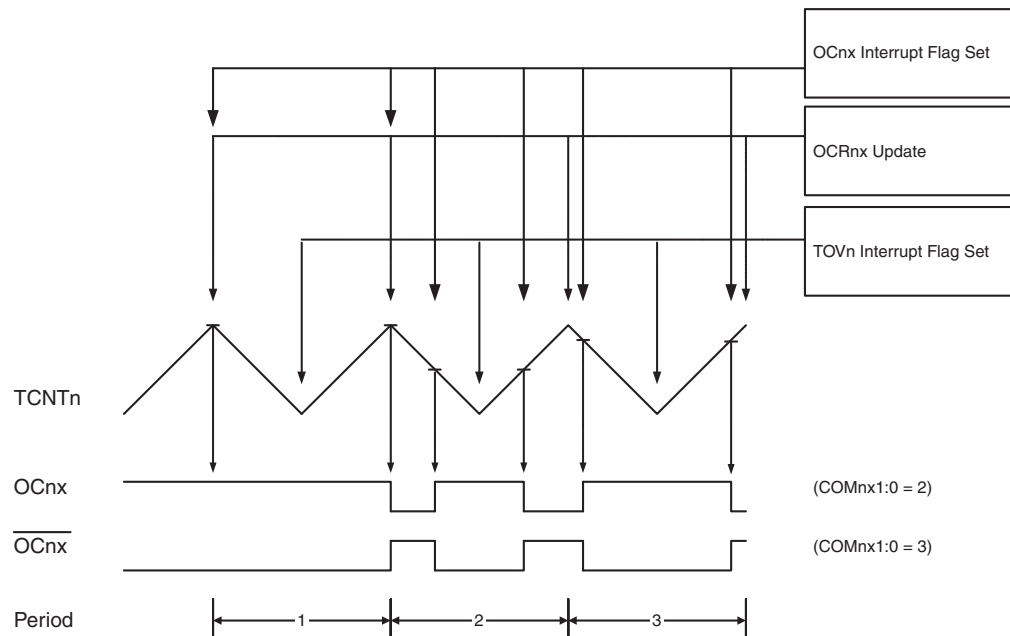 OCnx Interrupt Flag Set
OCRnx Update
TOVn Interrupt Flag Set
TCNTn
OCnx
(COMnx1:0 = 2)
OCnx
(COMnx1:0 = 3)
Period
1
2
3